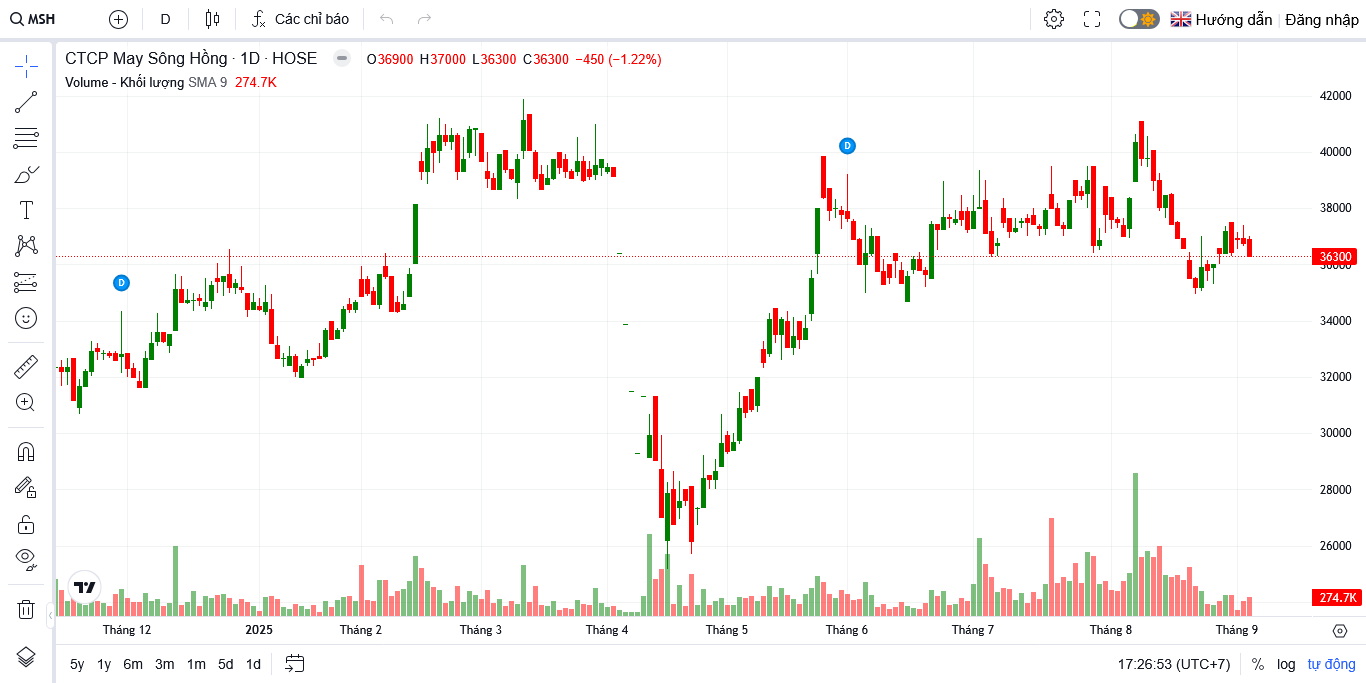 MSH D Các chỉ báo Hướng dẫn Đăng nhập
CTCP May Sông Hồng · 1D · HOSE O36900 H37000 L36300 C36300 −450 (−1.22%)
Volume - Khối lượng SMA 9 274.7K
42000
40000
D
38000
36300
36000
D
34000
32000
30000
28000
26000
274.7K
Tháng 12 2025 Tháng 2 Tháng 3 Tháng 4 Tháng 5 Tháng 6 Tháng 7 Tháng 8 Tháng 9
5y 1y 6m 3m 1m 5d 1d 17:26:53 (UTC+7) % log tự động